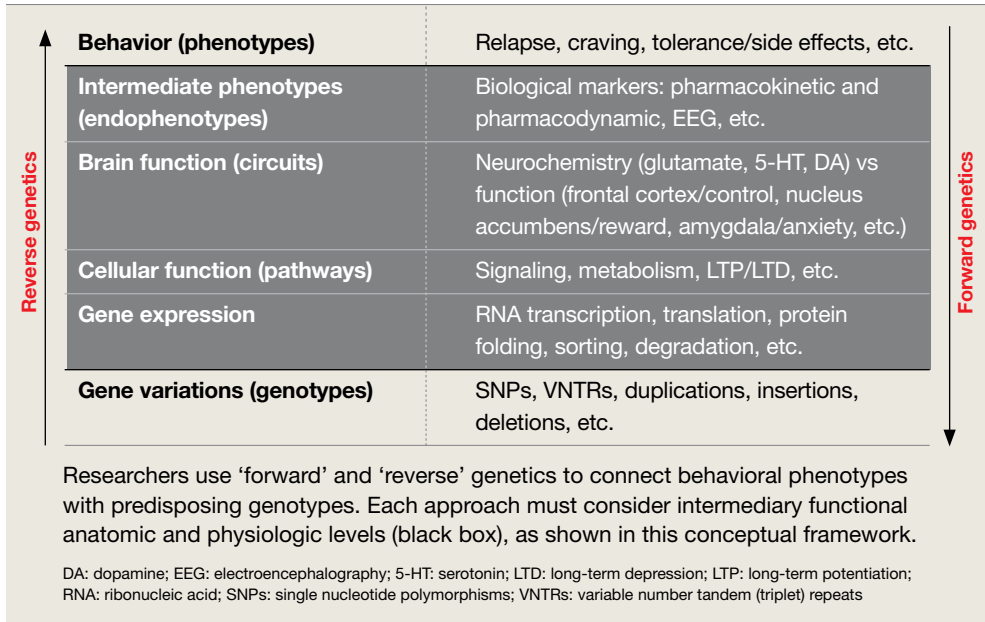 Reverse genetics
Behavior (phenotypes)
Relapse, craving, tolerance/side effects, etc.
Intermediate phenotypes
(endophenotypes)
Biological markers: pharmacokinetic and
pharmacodynamic, EEG, etc.
Brain function (circuits)
Neurochemistry (glutamate, 5-HT, DA) vs
function (frontal cortex/control, nucleus
accumbens/reward, amygdala/anxiety, etc.)
Cellular function (pathways)
Signaling, metabolism, LTP/LTD, etc.
Gene expression
RNA transcription, translation, protein
folding, sorting, degradation, etc.
Gene variations (genotypes)
SNPs, VNTRs, duplications, insertions,
deletions, etc.
Forward genetics
Researchers use ‘forward’ and ‘reverse’ genetics to connect behavioral phenotypes
with predisposing genotypes. Each approach must consider intermediary functional
anatomic and physiologic levels (black box), as shown in this conceptual framework.
DA: dopamine; EEG: electroencephalography; 5-HT: serotonin; LTD: long-term depression; LTP: long-term potentiation;
RNA: ribonucleic acid; SNPs: single nucleotide polymorphisms; VNTRs: variable number tandem (triplet) repeats